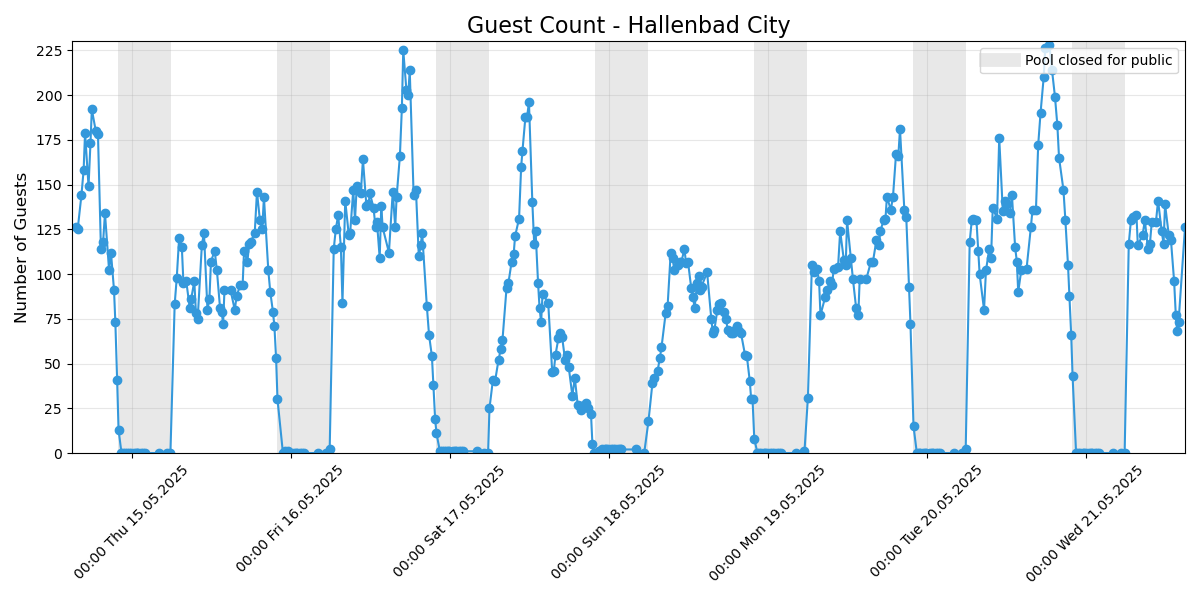 Guest Count - Hallenbad City
Pool closed for public
Number of Guests
225
200
175
150
125
100
75
50
25
0
00:00 Thu 15.05.2025
00:00 Fri 16.05.2025
00:00 Sat 17.05.2025
00:00 Sun 18.05.2025
00:00 Mon 19.05.2025
00:00 Tue 20.05.2025
00:00 Wed 21.05.2025